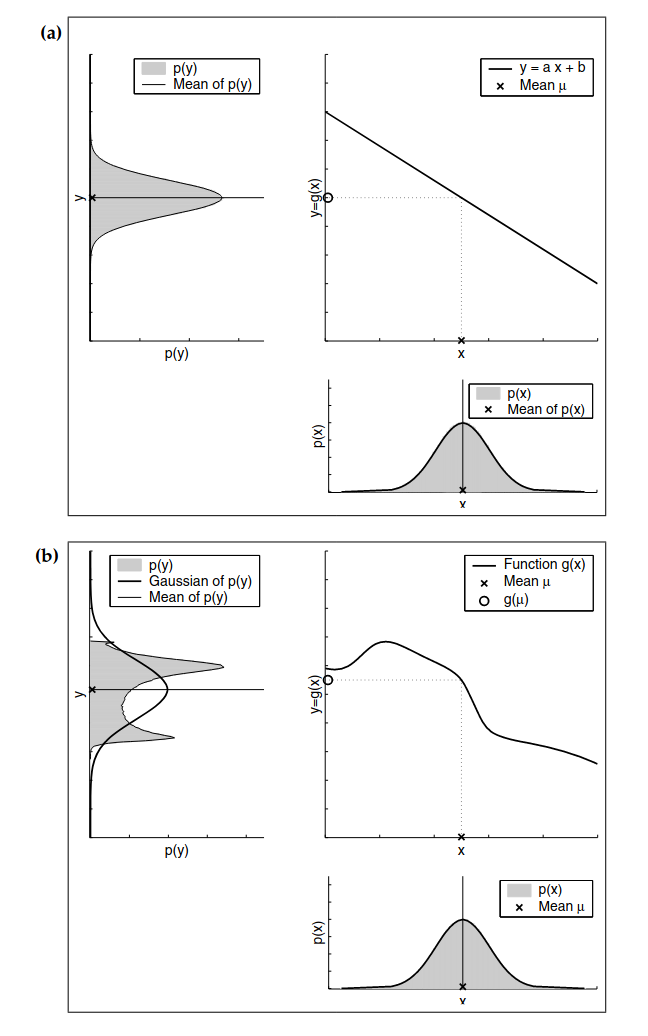 (a)
p(y)
Mean of p(y)
y
p(y)
y = a x + b
Mean μ
y=g(x)
x
p(x)
Mean of p(x)
p(x)
x
(b)
p(y)
Gaussian of p(y)
Mean of p(y)
y
p(y)
Function g(x)
Mean μ
g(μ)
y=g(x)
x
p(x)
Mean μ
p(x)
x